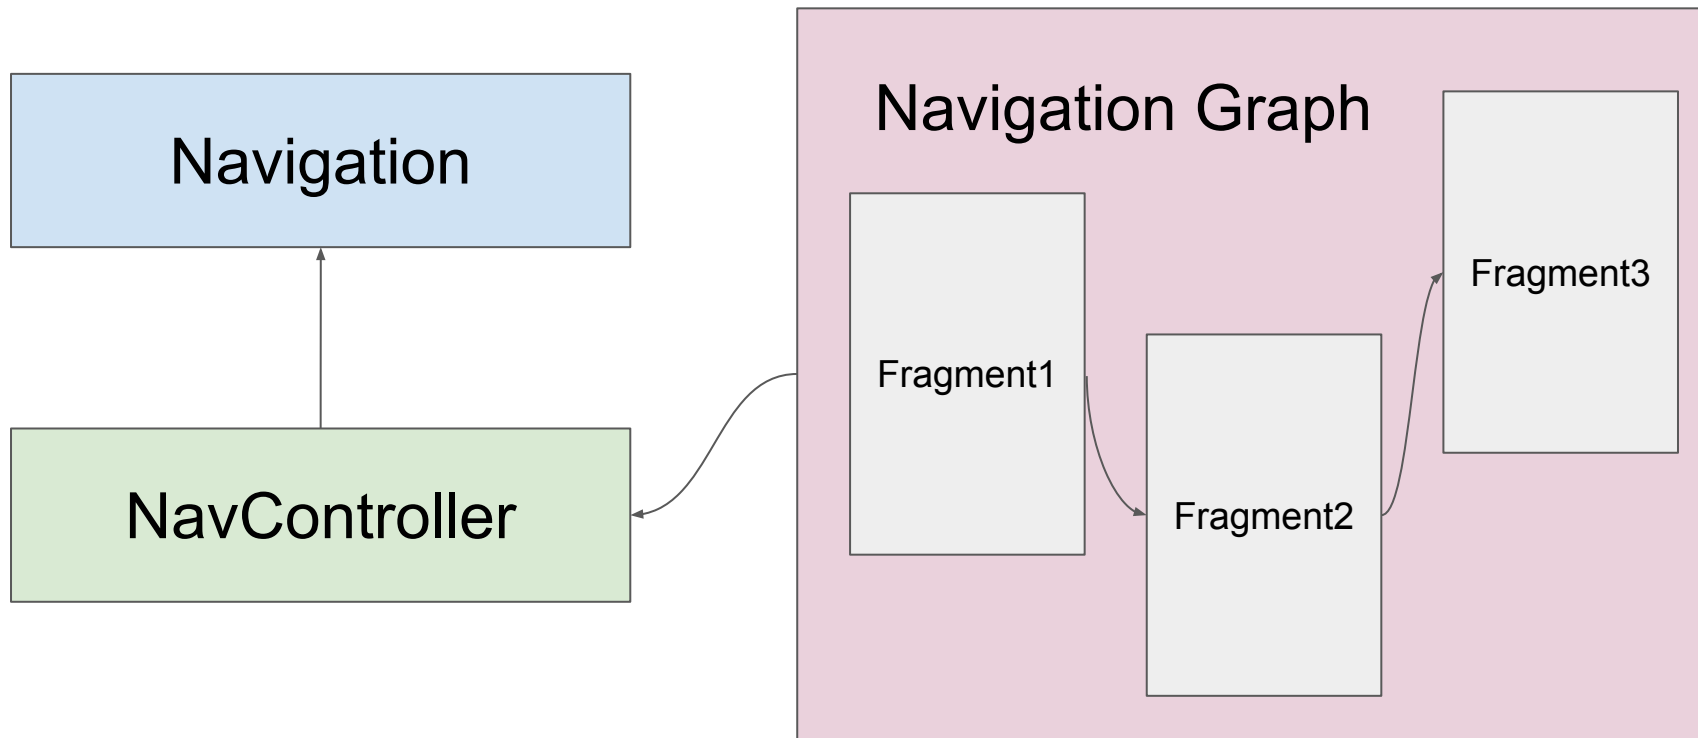 Navigation
NavController
Navigation Graph
Fragment1
Fragment2
Fragment3